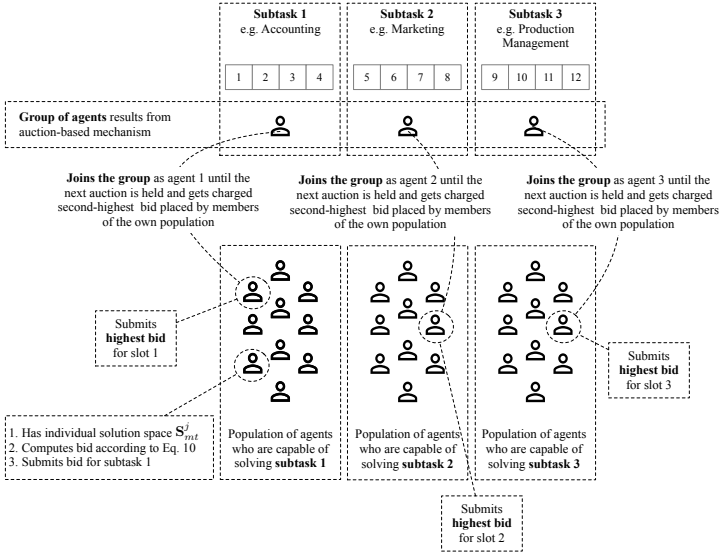 Subtask 1
e.g. Accounting
Subtask 2
e.g. Marketing
Subtask 3
e.g. Production
Management
1 2 3 4
5 6 7 8
9 10 11 12
Group of agents results from
auction-based mechanism
Joins the group as agent 1 until the
next auction is held and gets charged
second-highest bid placed by members
of the own population
Joins the group as agent 2 until the
next auction is held and gets charged
second-highest bid placed by members
of the own population
Joins the group as agent 3 until the
next auction is held and gets charged
second-highest bid placed by members
of the own population
Submits
highest bid
for slot 1
Submits
highest bid
for slot 3
1. Has individual solution space S_{mt}^{j}
2. Computes bid according to Eq. 10
3. Submits bid for subtask 1
Population of agents
who are capable of
solving subtask 1
Population of agents
who are capable of
solving subtask 2
Population of agents
who are capable of
solving subtask 3
Submits
highest bid
for slot 2